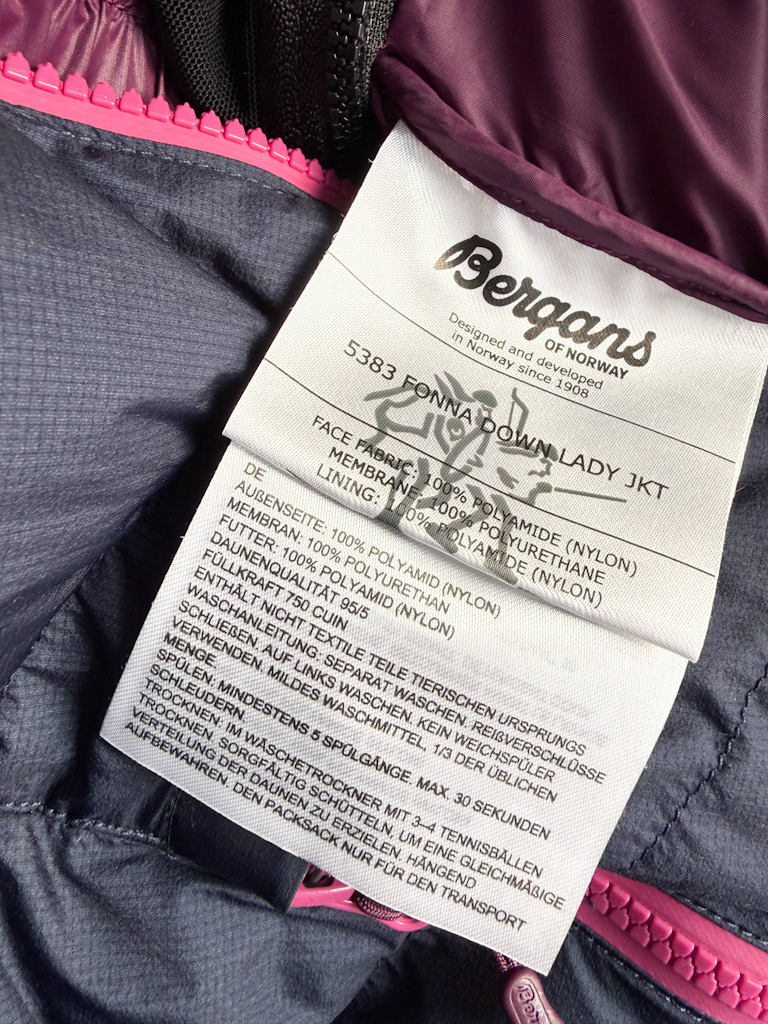 Bergans
OF NORWAY
Designed and developed
in Norway since 1908
5383 FONNA DOWN LADY JKT
FACE FABRIC: 100% POLYAMIDE (NYLON)
MEMBRANE: 100% POLYURETHANE
LINING: 100% POLYAMIDE (NYLON)
DE
AUßENSEITE: 100% POLYAMID (NYLON)
MEMBRAN: 100% POLYURETHAN
FUTTER: 100% POLYAMID (NYLON)
DAUNENQUALITÄT 95/5
FÜLLKRAFT 750 CUIN
ENTHÄLT NICHT TEXTILE TEILE TIERISCHEN URSPRUNGS
WASCHANLEITUNG: SEPARAT WASCHEN, REIßVERSCHLÜSSE
SCHLIEßEN, AUF LINKS WASCHEN, KEIN WEICHSPÜLER
VERWENDEN. MILDES WASCHMITTEL, 1/3 DER ÜBLICHEN
MENGE.
SPÜLEN: MINDESTENS 5 SPÜLGÄNGE. MAX. 30 SEKUNDEN
SCHLEUDERN.
TROCKNEN: IM WÄSCHETROCKNER MIT 3-4 TENNISBÄLLEN
TROCKNEN, SORGFÄLTIG SCHÜTTELN, UM EINE GLEICHMÄßIGE
VERTEILUNG DER DAUNEN ZU ERZIELEN. HÄNGEND
AUFBEWAHREN, DEN PACKSACK NUR FÜR DEN TRANSPORT